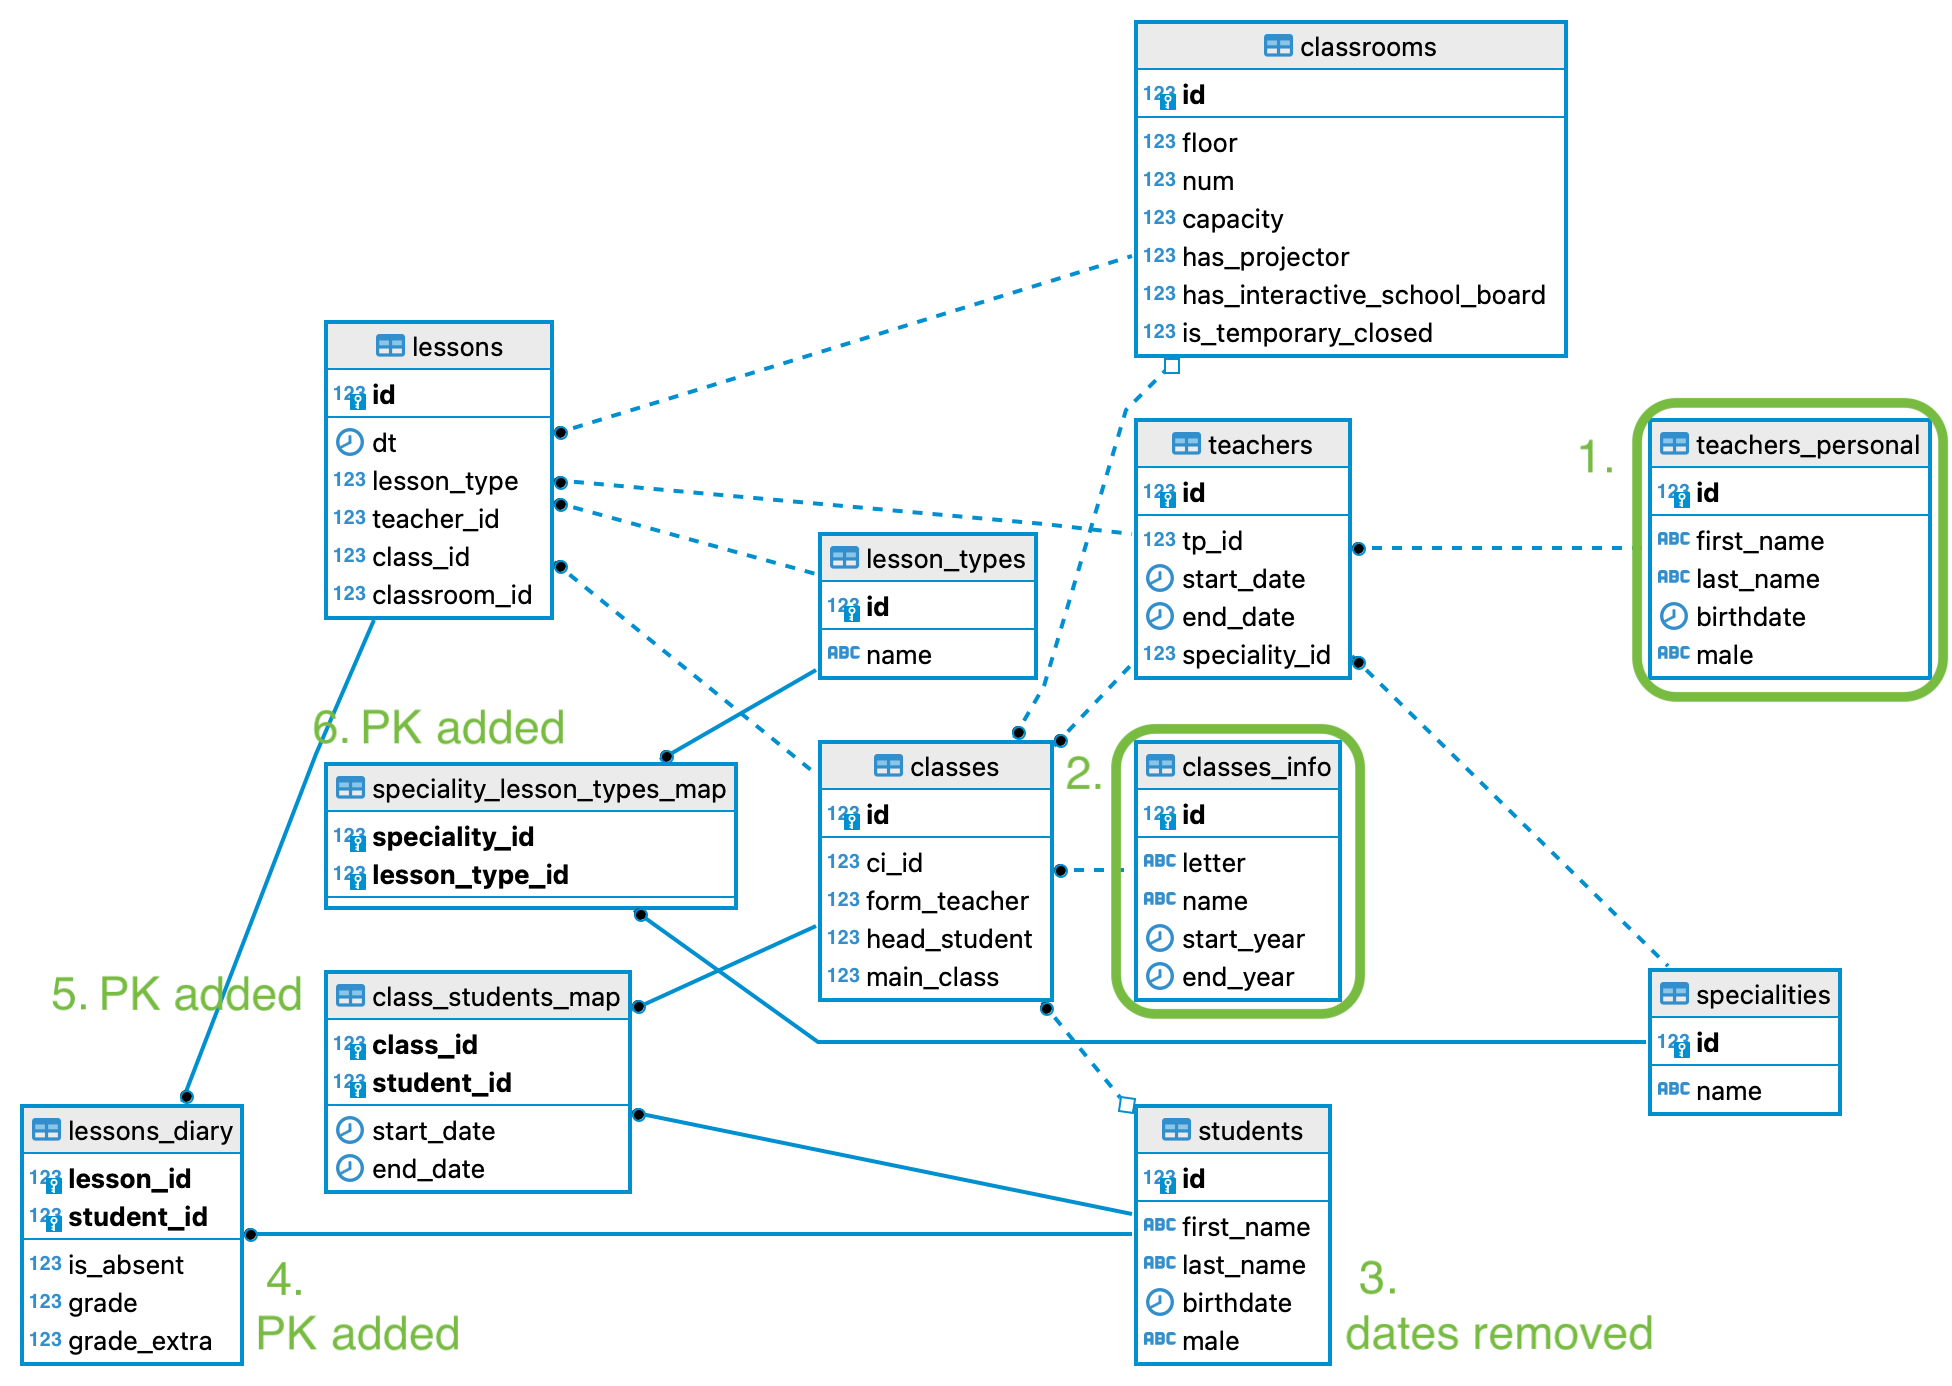 classrooms
123 id
123 floor
123 num
123 capacity
123 has_projector
123 has_interactive_school_board
123 is_temporary_closed
lessons
123 id
dt
123 lesson_type
123 teacher_id
123 class_id
123 classroom_id
teachers
123 id
123 tp_id
start_date
end_date
123 speciality_id
1.
teachers_personal
123 id
ABC first_name
ABC last_name
birthdate
ABC male
lesson_types
123 id
ABC name
6. PK added
speciality_lesson_types_map
123 speciality_id
123 lesson_type_id
classes
123 id
123 ci_id
123 form_teacher
123 head_student
123 main_class
2.
classes_info
123 id
ABC letter
ABC name
start_year
end_year
5. PK added
class_students_map
123 class_id
123 student_id
start_date
end_date
specialities
123 id
ABC name
lessons_diary
123 lesson_id
123 student_id
123 is_absent
123 grade
123 grade_extra
4.
PK added
students
123 id
ABC first_name
ABC last_name
birthdate
ABC male
3.
dates removed